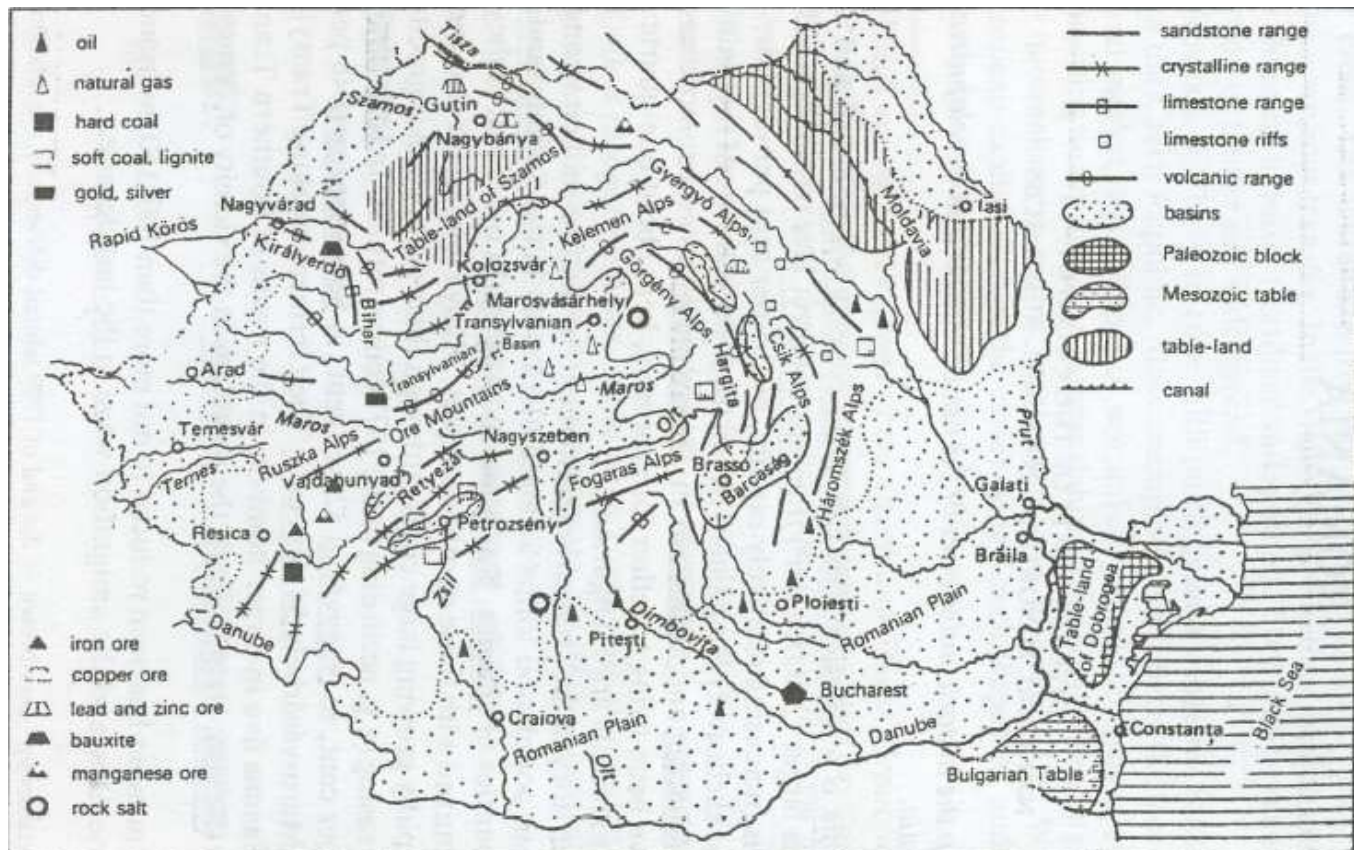 oil
natural gas
hard coal
soft coal, lignite
gold, silver
iron ore
copper ore
lead and zinc ore
bauxite
manganese ore
rock salt
sandstone range
crystalline range
limestone range
limestone riffs
volcanic range
basins
Paleozoic block
Mesozoic table
table-land
canal
Tisza
Szamos
Gutin
Nagybánya
Table-land of Szamos
Nagyvárad
Rapid Körös
Királyerdő
Bihar
Kolozsvár
Kelemen Alps
Gyergyó Alps
Görgény Alps
Hargita
Csik Alps
Moldavia
Iasi
Marosvásárhely
Transylvanian
Basin
Transylvanian
Ore Mountains
Maros
Arad
Maros
Temesvár
Temes
Ruszka Alps
Vajdahunyad
Retyezát
Nagyszeben
Olt
Fogaras Alps
Brassó
Barcaság
Háromszék Alps
Prut
Galati
Brăila
Resica
Petrozsény
Zsil
Danube
Pitesti
Dimbovita
Ploiesti
Romanian Plain
Table-land
of Dobrogea
Bucharest
Craiova
Romanian Plain
Olt
Danube
Constanta
Bulgarian Table
Black Sea